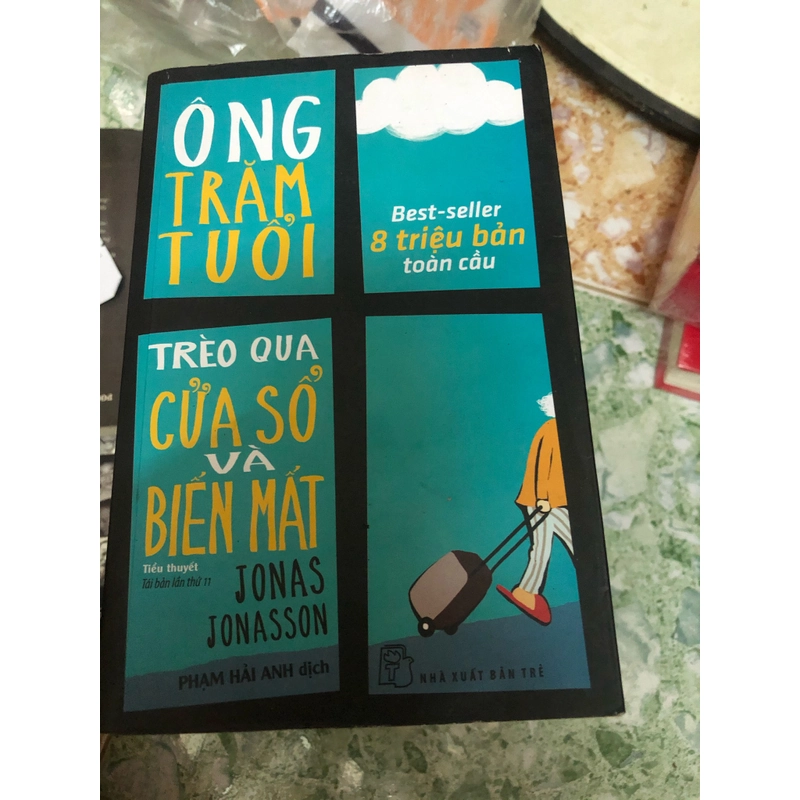 ÔNG
TRĂM
TUỔI
Best-seller
8 triệu bản
toàn cầu
TRÈO QUA
CỬA SỔ
VÀ
BIẾN MẤT
Tiểu thuyết
Tái bản lần thứ 11
JONAS
JONASSON
PHẠM HẢI ANH dịch
NHÀ XUẤT BẢN TRẺ